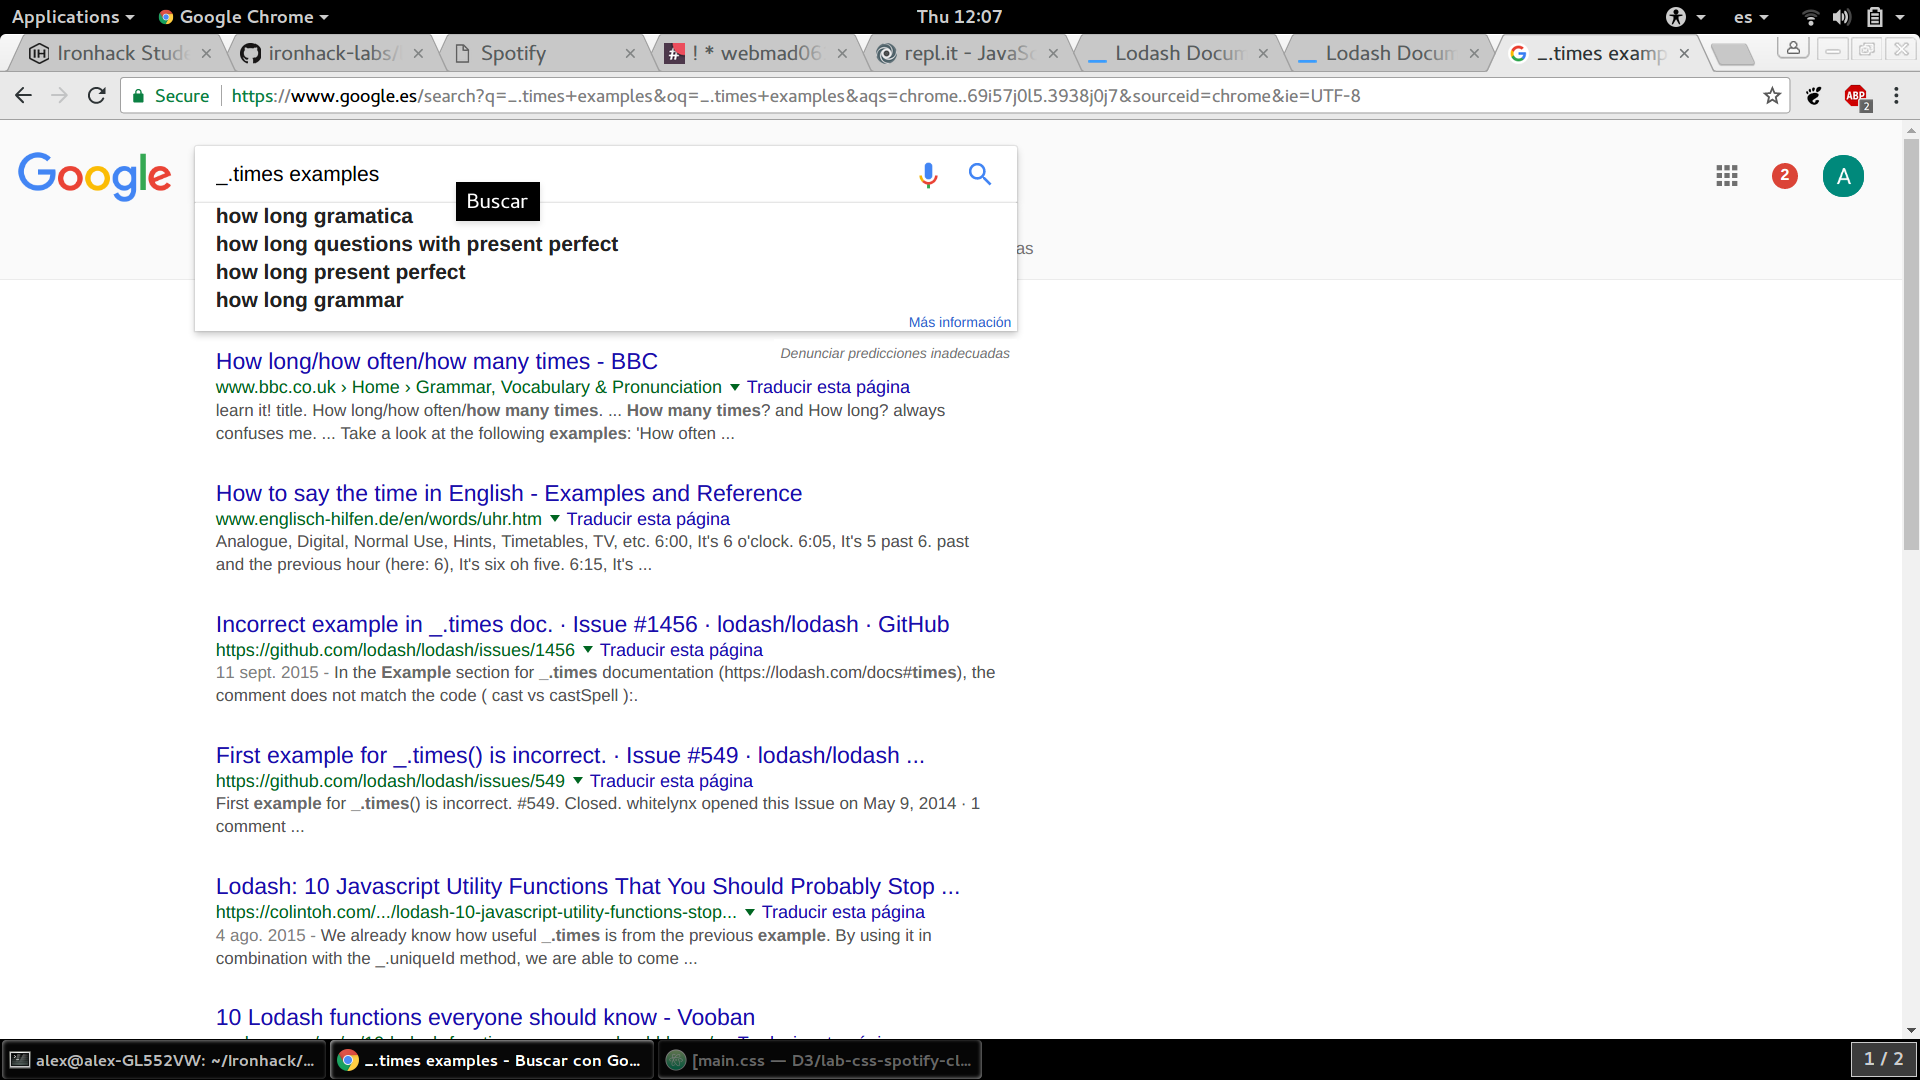 Applications Google Chrome Thu 12:07 es
Ironhack Stude ironhack-labs/ Spotify ! * webmad06 repl.it - JavaSc Lodash Docum Lodash Docum _.times examp
Secure https://www.google.es/search?q=_.times+examples&oq=_.times+examples&aqs=chrome..69i57j0l5.3938j0j7&sourceid=chrome&ie=UTF-8 ABP 2
Google _.times examples 2 A
Buscar
how long gramatica
how long questions with present perfect
as
how long present perfect
how long grammar
Más información
Denunciar predicciones inadecuadas
How long/how often/how many times - BBC
www.bbc.co.uk › Home › Grammar, Vocabulary & Pronunciation Traducir esta página
learn it! title. How long/how often/how many times. ... How many times? and How long? always
confuses me. ... Take a look at the following examples: 'How often ...
How to say the time in English - Examples and Reference
www.englisch-hilfen.de/en/words/uhr.htm Traducir esta página
Analogue, Digital, Normal Use, Hints, Timetables, TV, etc. 6:00, It's 6 o'clock. 6:05, It's 5 past 6. past
and the previous hour (here: 6), It's six oh five. 6:15, It's ...
Incorrect example in _.times doc. · Issue #1456 · lodash/lodash · GitHub
https://github.com/lodash/lodash/issues/1456 Traducir esta página
11 sept. 2015 - In the Example section for _.times documentation (https://lodash.com/docs#times), the
comment does not match the code ( cast vs castSpell ):.
First example for _.times() is incorrect. · Issue #549 · lodash/lodash ...
https://github.com/lodash/lodash/issues/549 Traducir esta página
First example for _.times() is incorrect. #549. Closed. whitelynx opened this Issue on May 9, 2014 · 1
comment ...
Lodash: 10 Javascript Utility Functions That You Should Probably Stop ...
https://colintoh.com/.../lodash-10-javascript-utility-functions-stop... Traducir esta página
4 ago. 2015 - We already know how useful _.times is from the previous example. By using it in
combination with the _.uniqueId method, we are able to come ...
10 Lodash functions everyone should know - Vooban
alex@alex-GL552VW: ~/Ironhack/... _.times examples - Buscar con Go... [main.css — D3/lab-css-spotify-cl... 1 / 2